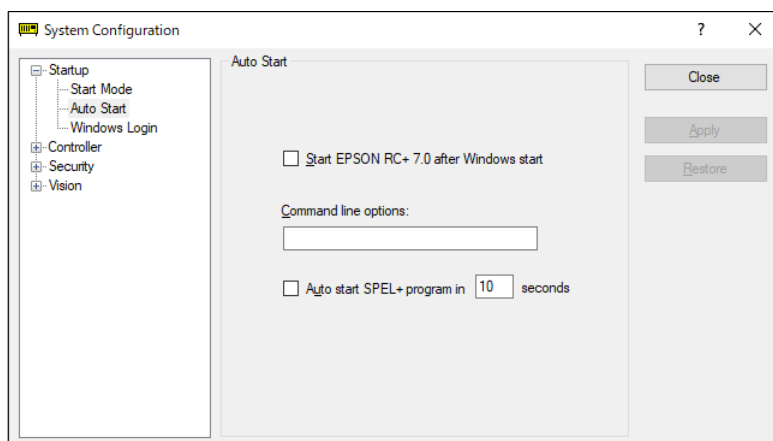 System Configuration
?
Startup
Start Mode
Auto Start
Windows Login
Controller
Security
Vision
Auto Start
Start EPSON RC+ 7.0 after Windows start
Command line options:
Auto start SPEL+ program in 10 seconds
Close
Apply
Restore